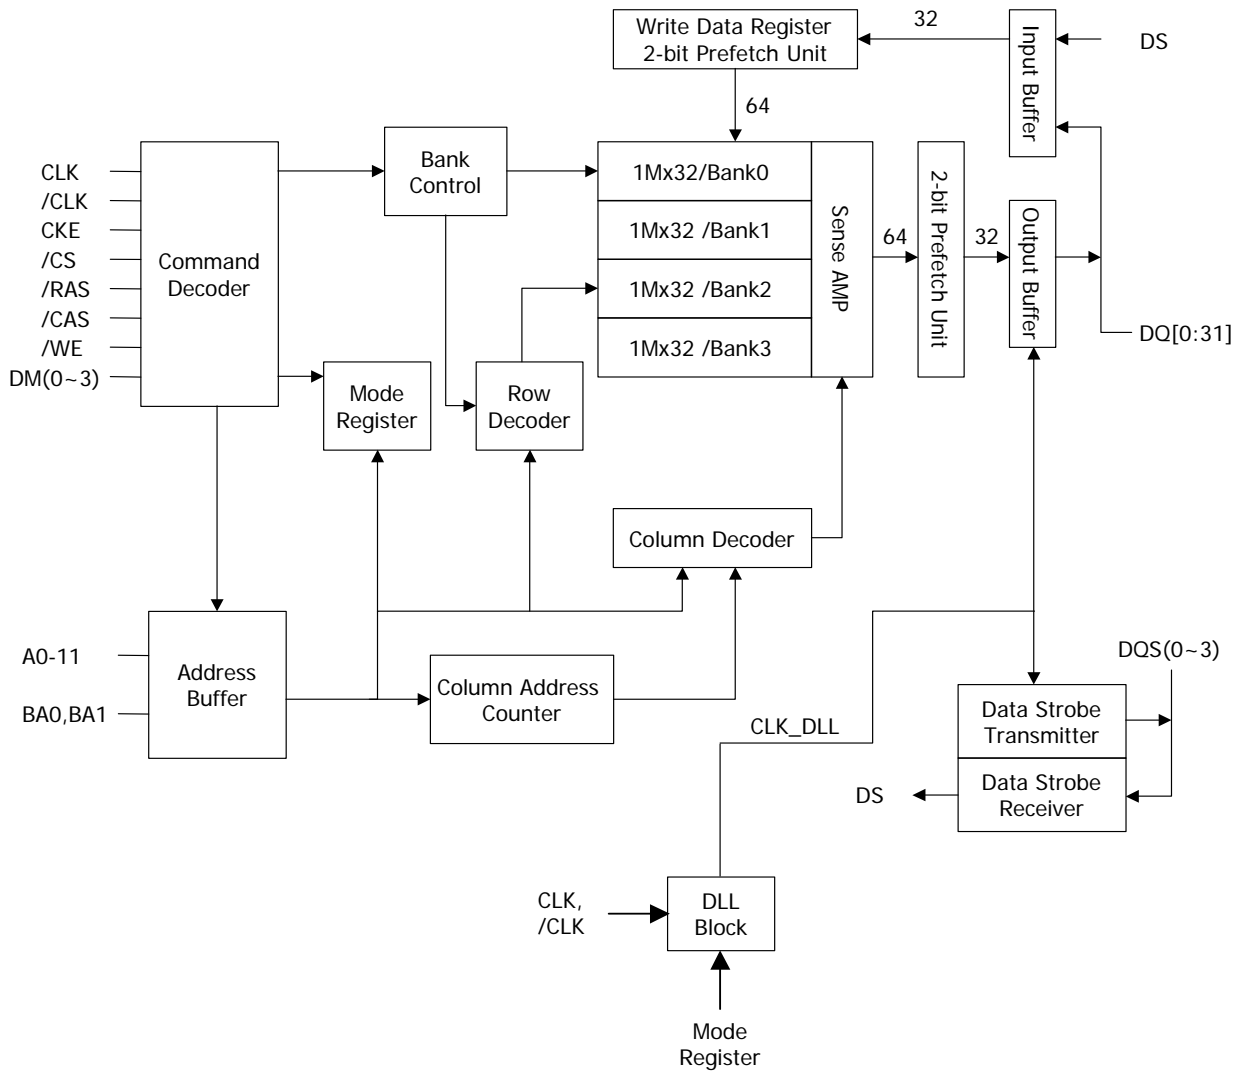 Write Data Register
2-bit Prefetch Unit
32
Input Buffer
DS
64
CLK
/CLK
CKE
/CS
/RAS
/CAS
/WE
DM(0~3)
Command
Decoder
Bank
Control
1Mx32/Bank0
1Mx32 /Bank1
1Mx32 /Bank2
1Mx32 /Bank3
Sense AMP
64
2-bit Prefetch Unit
32
Output Buffer
DQ[0:31]
Mode
Register
Row
Decoder
Column Decoder
A0-11
BA0,BA1
Address
Buffer
Column Address
Counter
CLK_DLL
DQS(0~3)
Data Strobe
Transmitter
Data Strobe
Receiver
DS
CLK,
/CLK
DLL
Block
Mode
Register